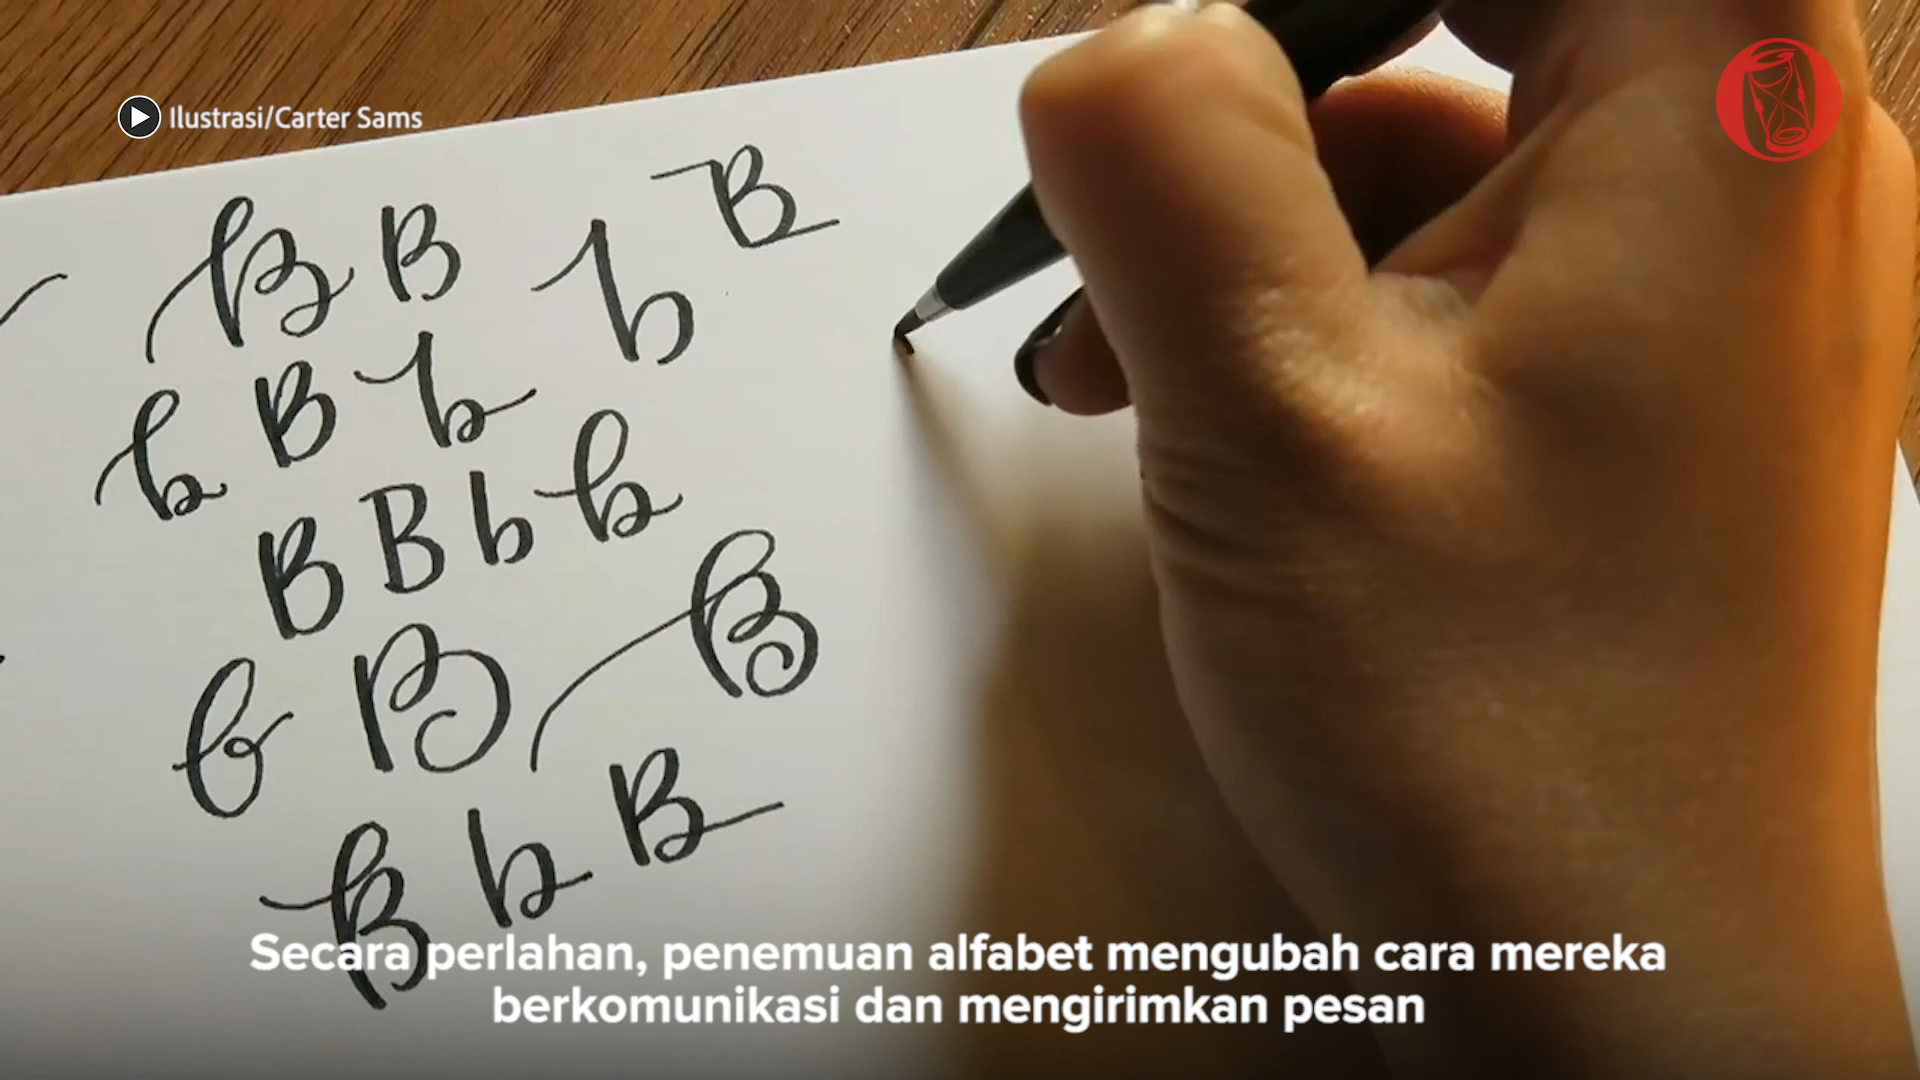 Ilustrasi/Carter Sams
B B b B
b B b
B B b b
b B B
B b B
Secara perlahan, penemuan alfabet mengubah cara mereka
berkomunikasi dan mengirimkan pesan